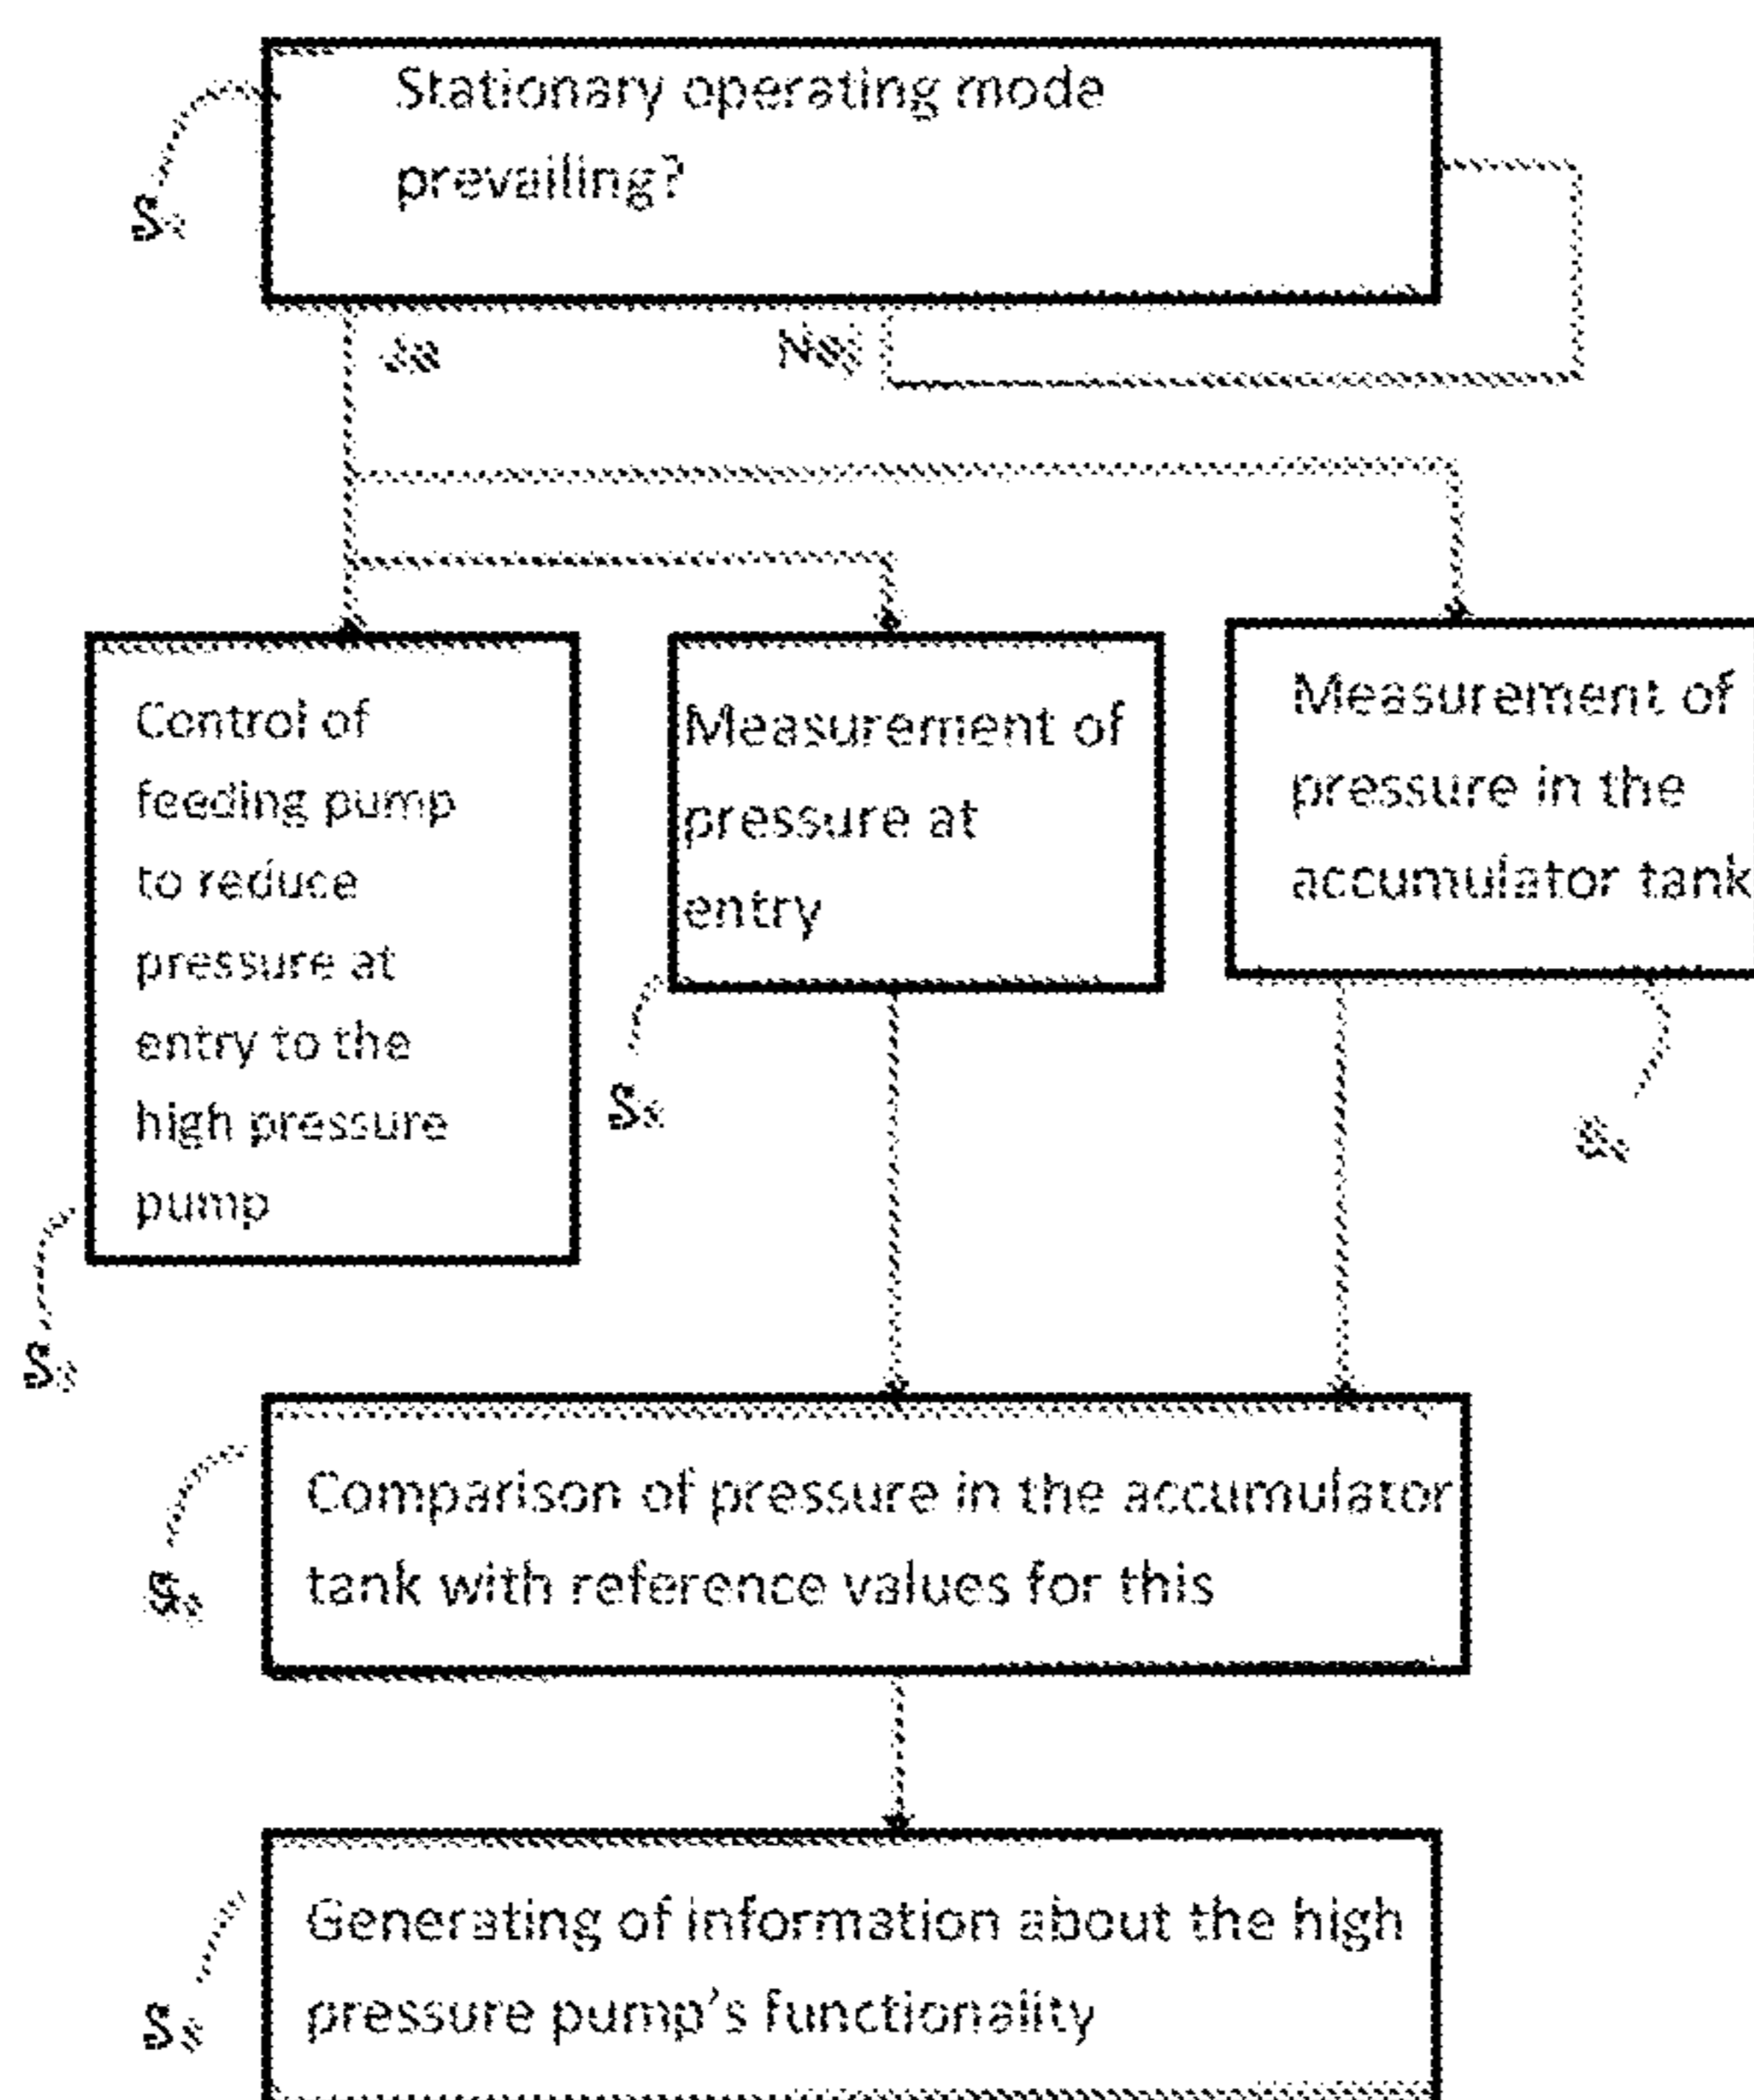 Stationary operating mode
prevailing?
Ja
Nej
Control of
feeding pump
to reduce
pressure at
entry to the
high pressure
pump
Measurement of
pressure at
entry
Measurement of
pressure in the
accumulator tank
Comparison of pressure in the accumulator
tank with reference values for this
Generating of information about the high
pressure pump's functionality